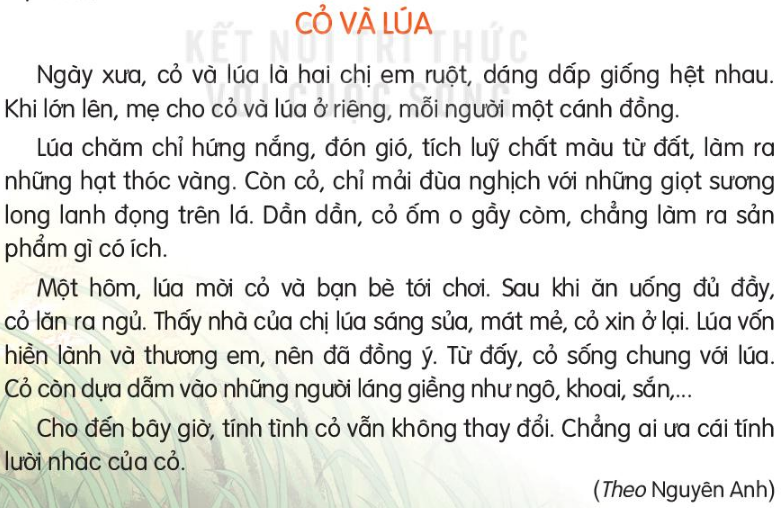 CỎ VÀ LÚA
KẾT NỐI TRI THỨC
VỚI CUỘC SỐNG
Ngày xưa, cỏ và lúa là hai chị em ruột, dáng dấp giống hệt nhau.
Khi lớn lên, mẹ cho cỏ và lúa ở riêng, mỗi người một cánh đồng.
Lúa chăm chỉ hứng nắng, đón gió, tích luỹ chất màu từ đất, làm ra
những hạt thóc vàng. Còn cỏ, chỉ mải đùa nghịch với những giọt sương
long lanh đọng trên lá. Dần dần, cỏ ốm o gầy còm, chẳng làm ra sản
phẩm gì có ích.
Một hôm, lúa mời cỏ và bạn bè tới chơi. Sau khi ăn uống đủ đầy,
cỏ lăn ra ngủ. Thấy nhà của chị lúa sáng sủa, mát mẻ, cỏ xin ở lại. Lúa vốn
hiền lành và thương em, nên đã đồng ý. Từ đấy, cỏ sống chung với lúa.
Cỏ còn dựa dẫm vào những người láng giềng như ngô, khoai, sắn,...
Cho đến bây giờ, tính tình cỏ vẫn không thay đổi. Chẳng ai ưa cái tính
lười nhác của cỏ.
(Theo Nguyên Anh)